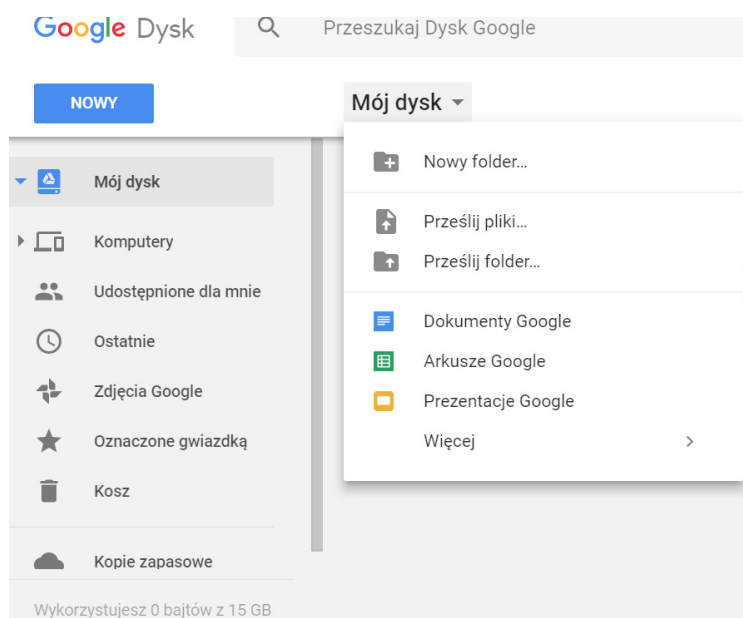 Google Dysk
Przeszukaj Dysk Google
NOWY
Mój dysk
Mój dysk
Komputery
Udostępnione dla mnie
Ostatnie
Zdjęcia Google
Oznaczone gwiazdką
Kosz
Kopie zapasowe
Wykorzystujesz 0 bajtów z 15 GB
Nowy folder...
Prześlij pliki...
Prześlij folder...
Dokumenty Google
Arkusze Google
Prezentacje Google
Więcej